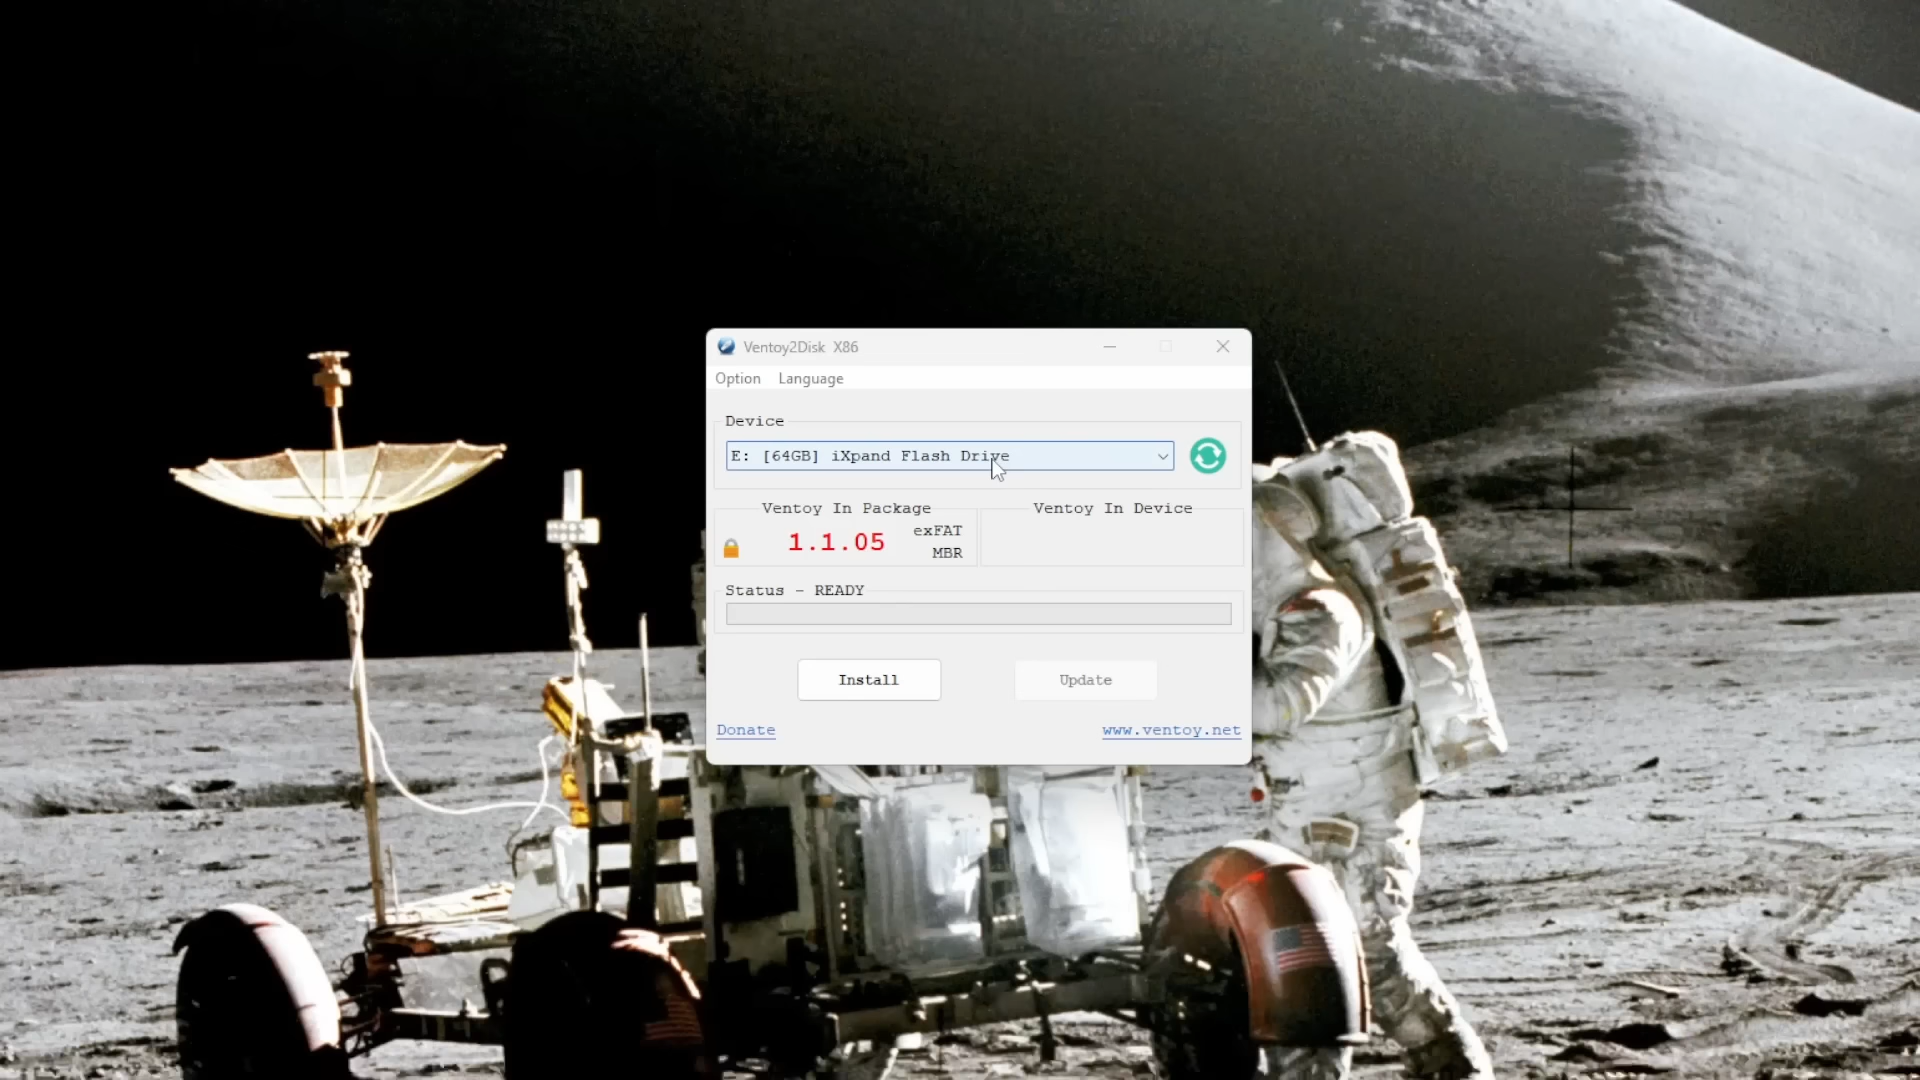 Ventoy2Disk X86
Option Language
Device
E: [64GB] iXpand Flash Drive
Ventoy In Package
1.1.05
exFAT
MBR
Ventoy In Device
Status - READY
Install
Update
Donate
www.ventoy.net